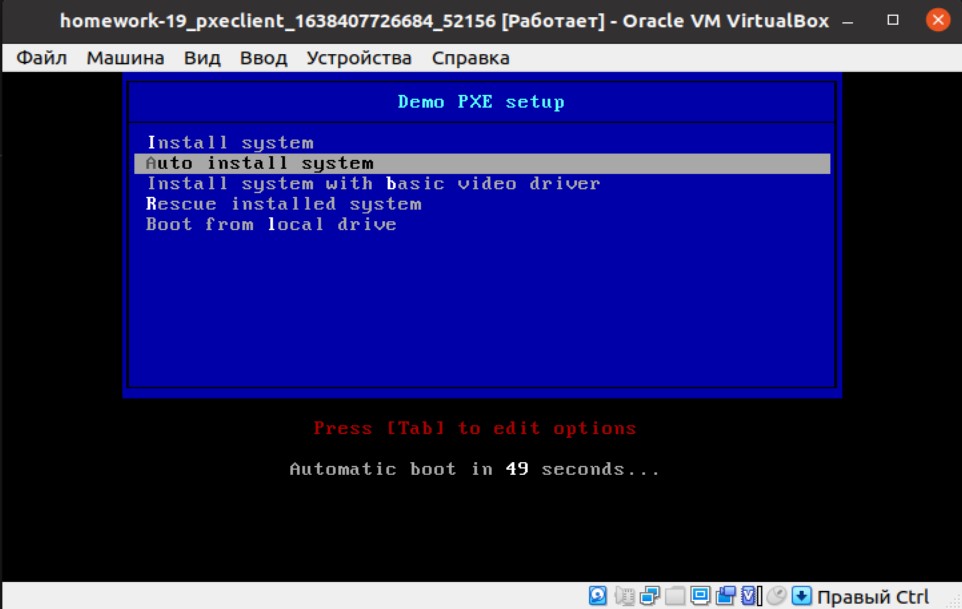 homework-19_pxeclient_1638407726684_52156 [Работает] - Oracle VM VirtualBox
Файл Машина Вид Ввод Устройства Справка
Demo PXE setup
Install system
Auto install system
Install system with basic video driver
Rescue installed system
Boot from local drive
Press [Tab] to edit options
Automatic boot in 49 seconds...
Правый Ctrl